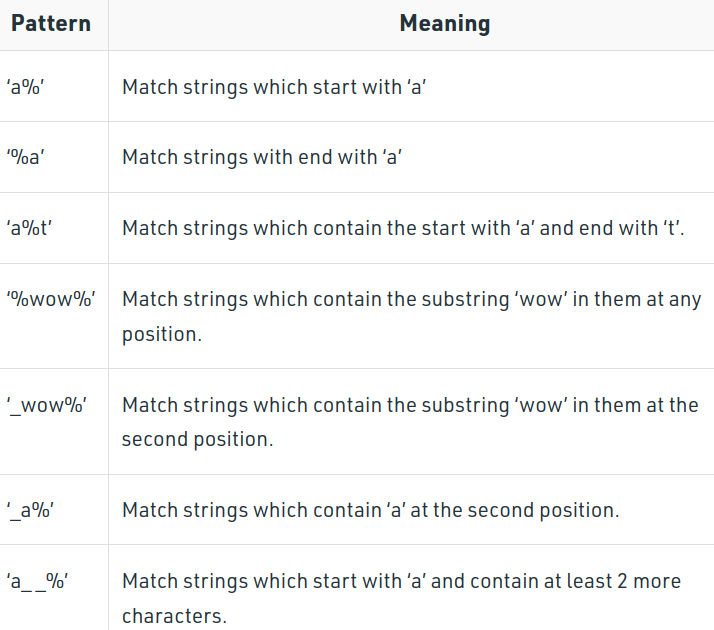 Pattern Meaning
‘a%’ Match strings which start with ‘a’
‘%a’ Match strings with end with ‘a’
‘a%t’ Match strings which contain the start with ‘a’ and end with ‘t’.
‘%wow%’ Match strings which contain the substring ‘wow’ in them at any
position.
‘_wow%’ Match strings which contain the substring ‘wow’ in them at the
second position.
‘_a%’ Match strings which contain ‘a’ at the second position.
‘a_ _%’ Match strings which start with ‘a’ and contain at least 2 more
characters.